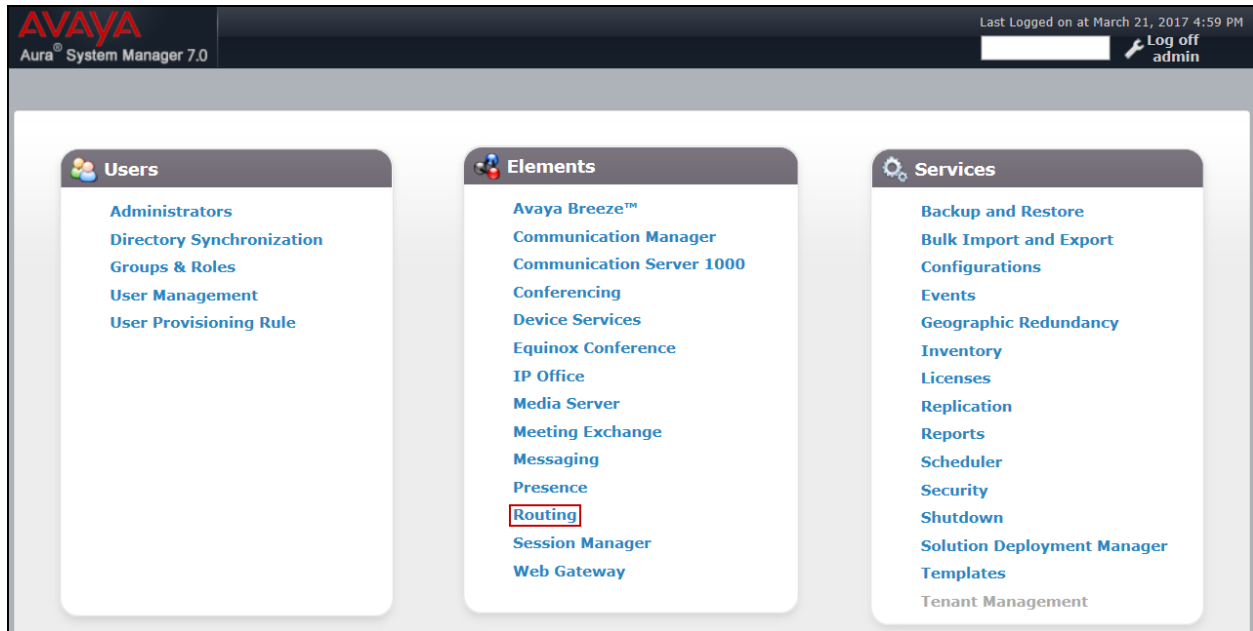 AVAYA
Aura® System Manager 7.0
Last Logged on at March 21, 2017 4:59 PM
Log off
admin
Users
Administrators
Directory Synchronization
Groups & Roles
User Management
User Provisioning Rule
Elements
Avaya Breeze™
Communication Manager
Communication Server 1000
Conferencing
Device Services
Equinox Conference
IP Office
Media Server
Meeting Exchange
Messaging
Presence
Routing
Session Manager
Web Gateway
Services
Backup and Restore
Bulk Import and Export
Configurations
Events
Geographic Redundancy
Inventory
Licenses
Replication
Reports
Scheduler
Security
Shutdown
Solution Deployment Manager
Templates
Tenant Management